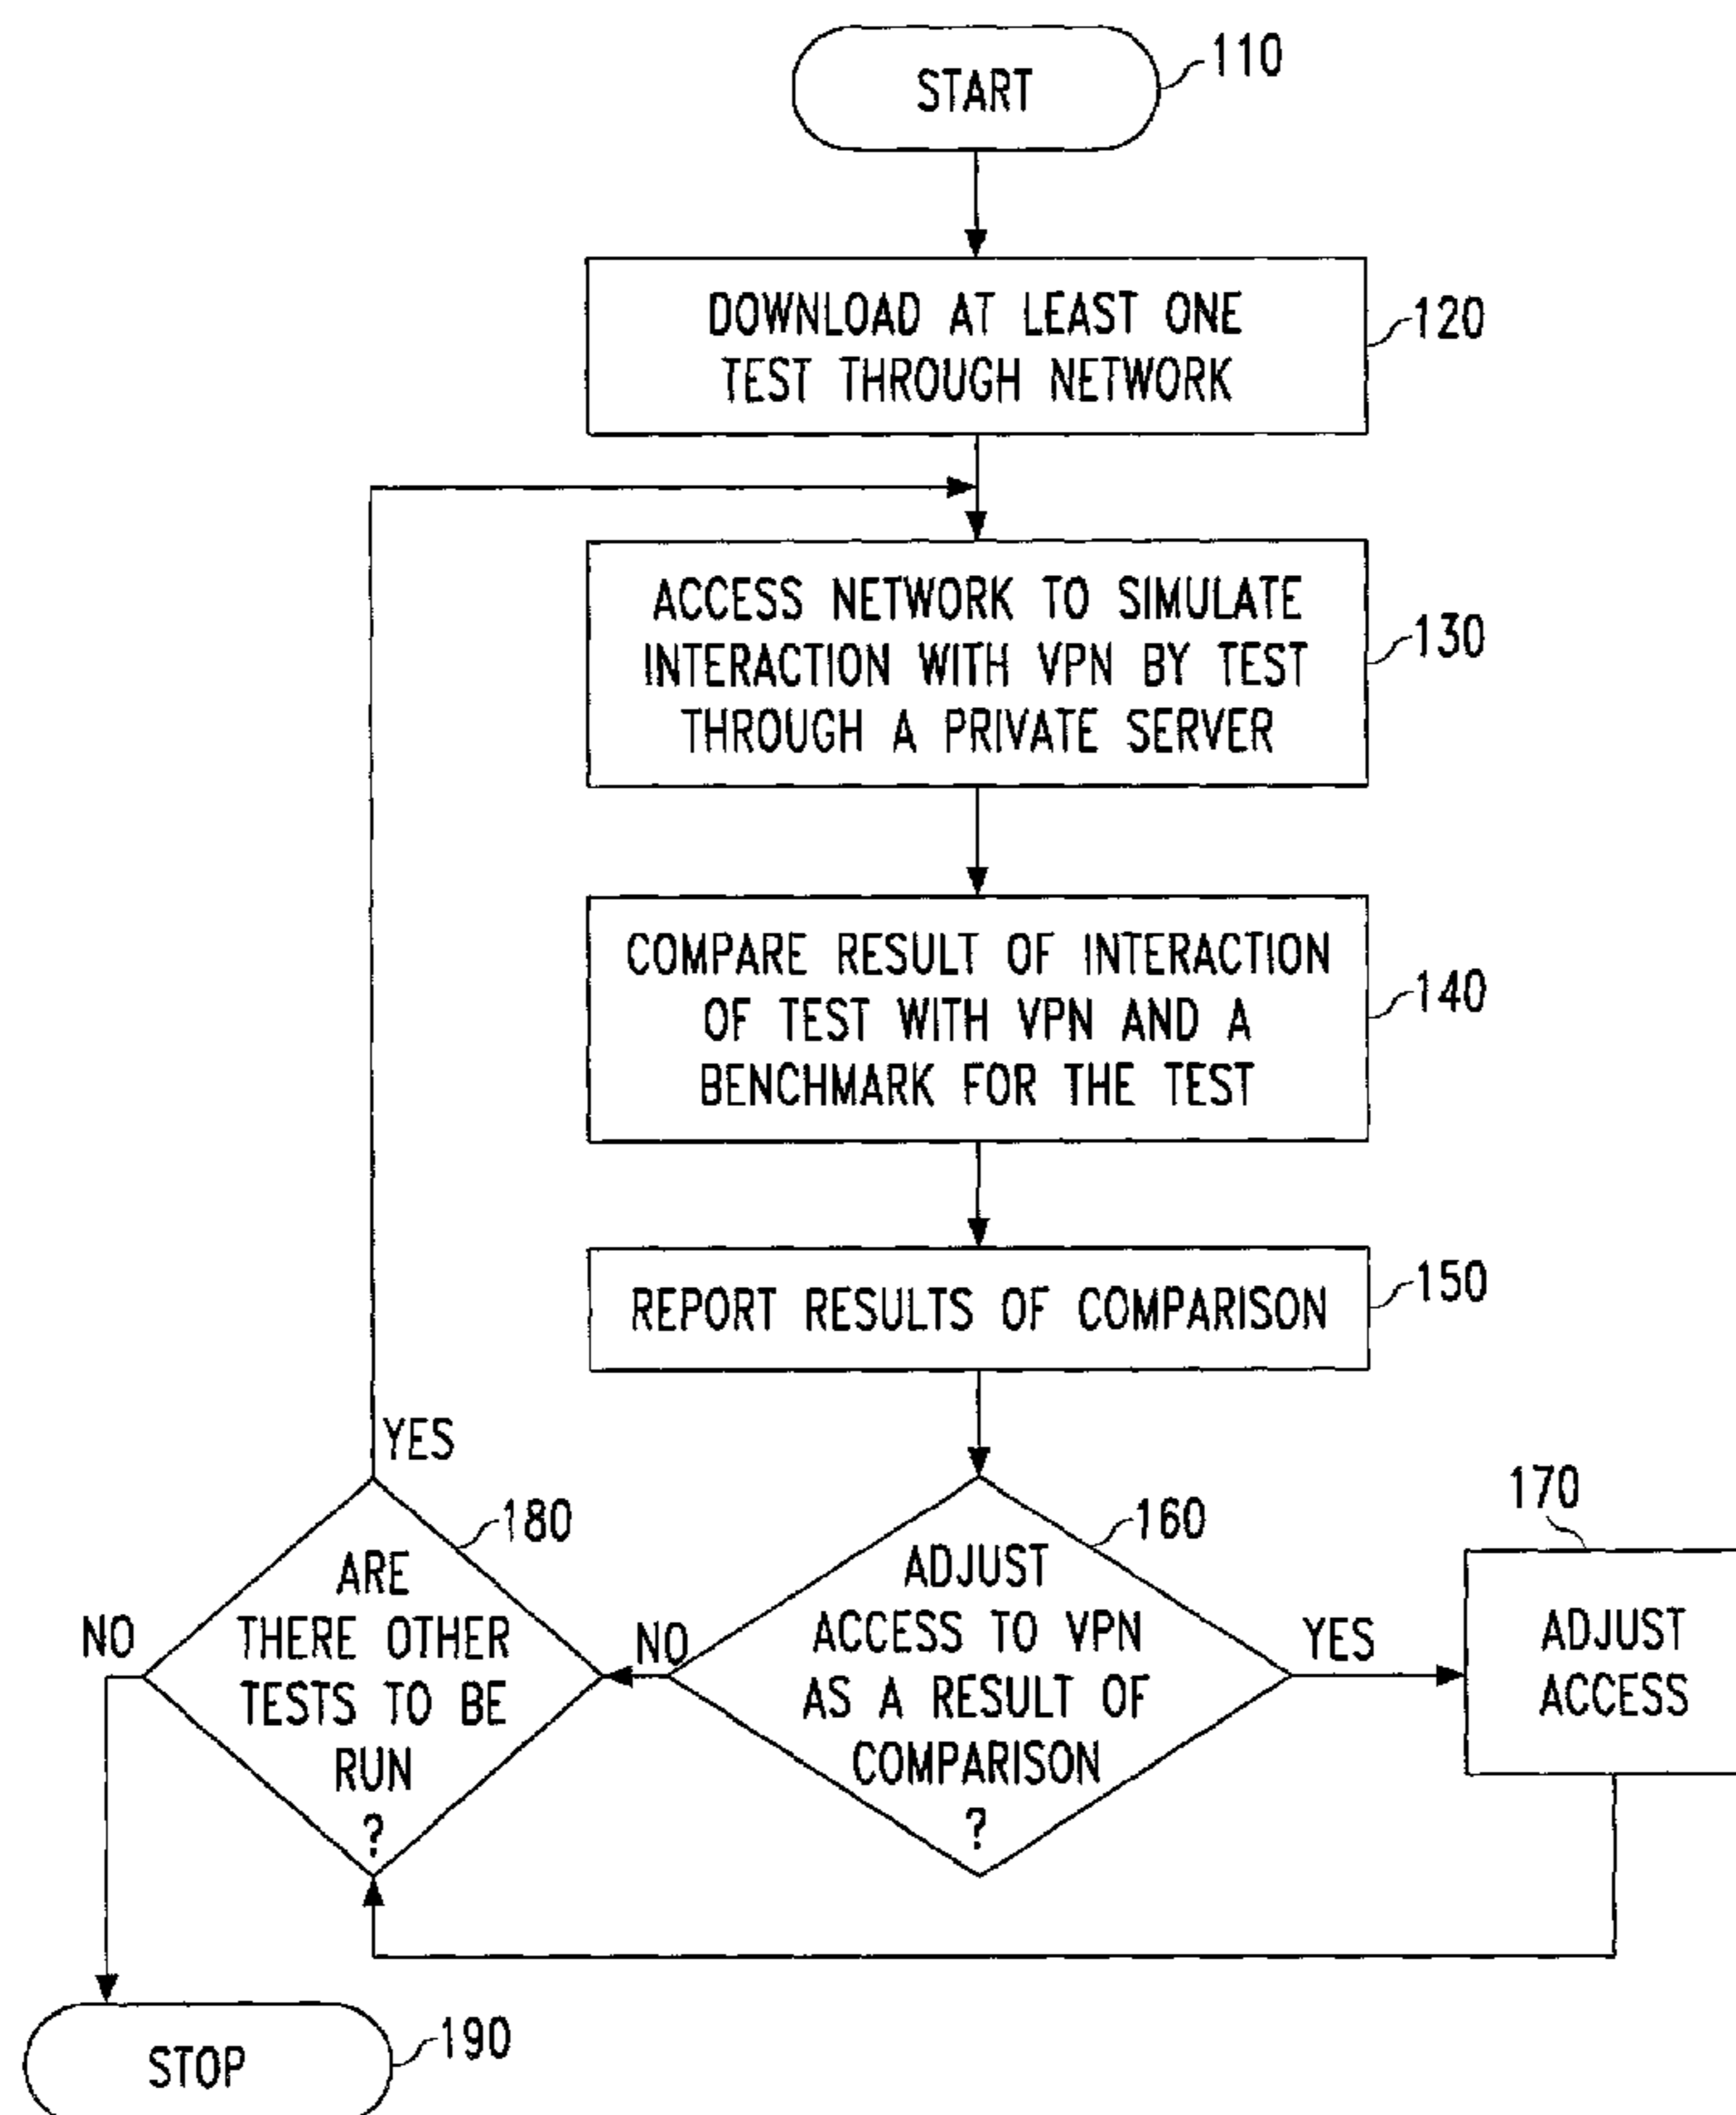 START
110
DOWNLOAD AT LEAST ONE
TEST THROUGH NETWORK
120
ACCESS NETWORK TO SIMULATE
INTERACTION WITH VPN BY TEST
THROUGH A PRIVATE SERVER
130
COMPARE RESULT OF INTERACTION
OF TEST WITH VPN AND A
BENCHMARK FOR THE TEST
140
REPORT RESULTS OF COMPARISON
150
ADJUST
ACCESS TO VPN
AS A RESULT OF
COMPARISON
?
160
YES
ADJUST
ACCESS
170
NO
ARE
THERE OTHER
TESTS TO BE
RUN
?
180
YES
NO
STOP
190